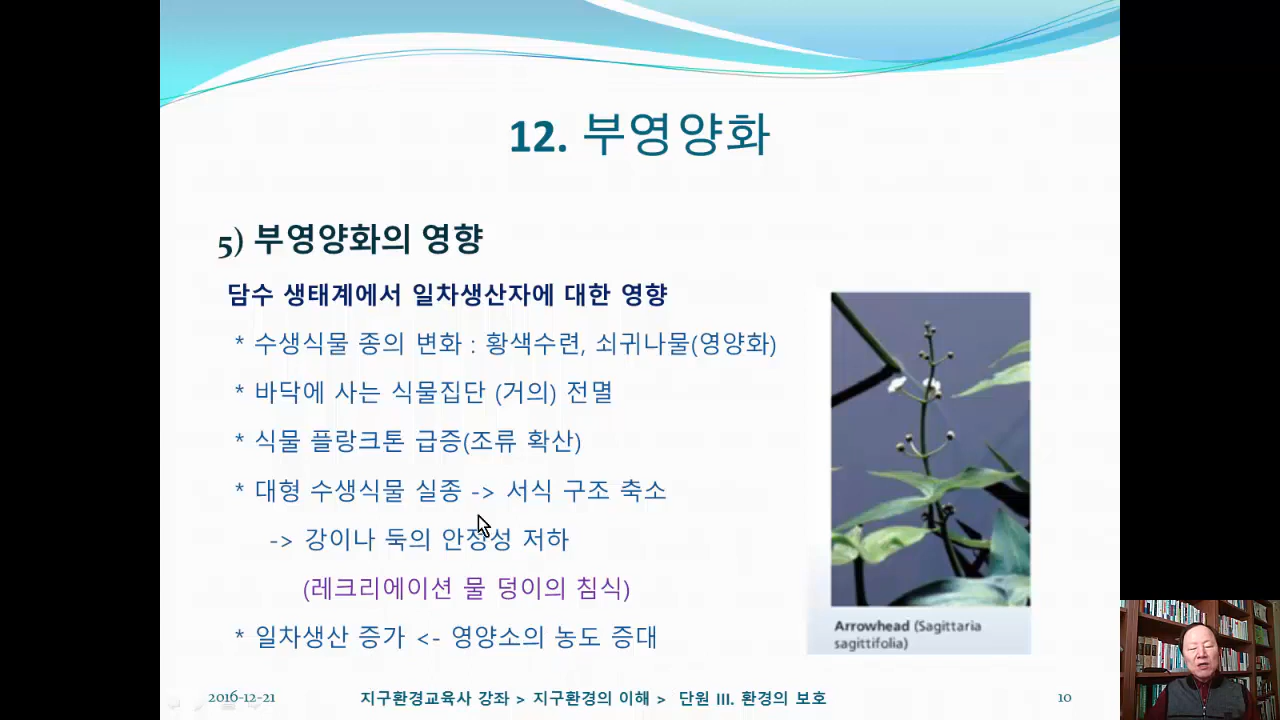 12. 부영양화
5) 부영양화의 영향
담수 생태계에서 일차생산자에 대한 영향
* 수생식물 종의 변화 : 황색수련, 쇠귀나물(영양화)
* 바닥에 사는 식물집단 (거의) 전멸
* 식물 플랑크톤 급증(조류 확산)
* 대형 수생식물 실종 -> 서식 구조 축소
-> 강이나 둑의 안정성 저하
(레크리에이션 물 덩이의 침식)
* 일차생산 증가 <- 영양소의 농도 증대
Arrowhead (Sagittaria
sagittifolia)
2016-12-21 지구환경교육사 강좌 > 지구환경의 이해 > 단원 III. 환경의 보호 10